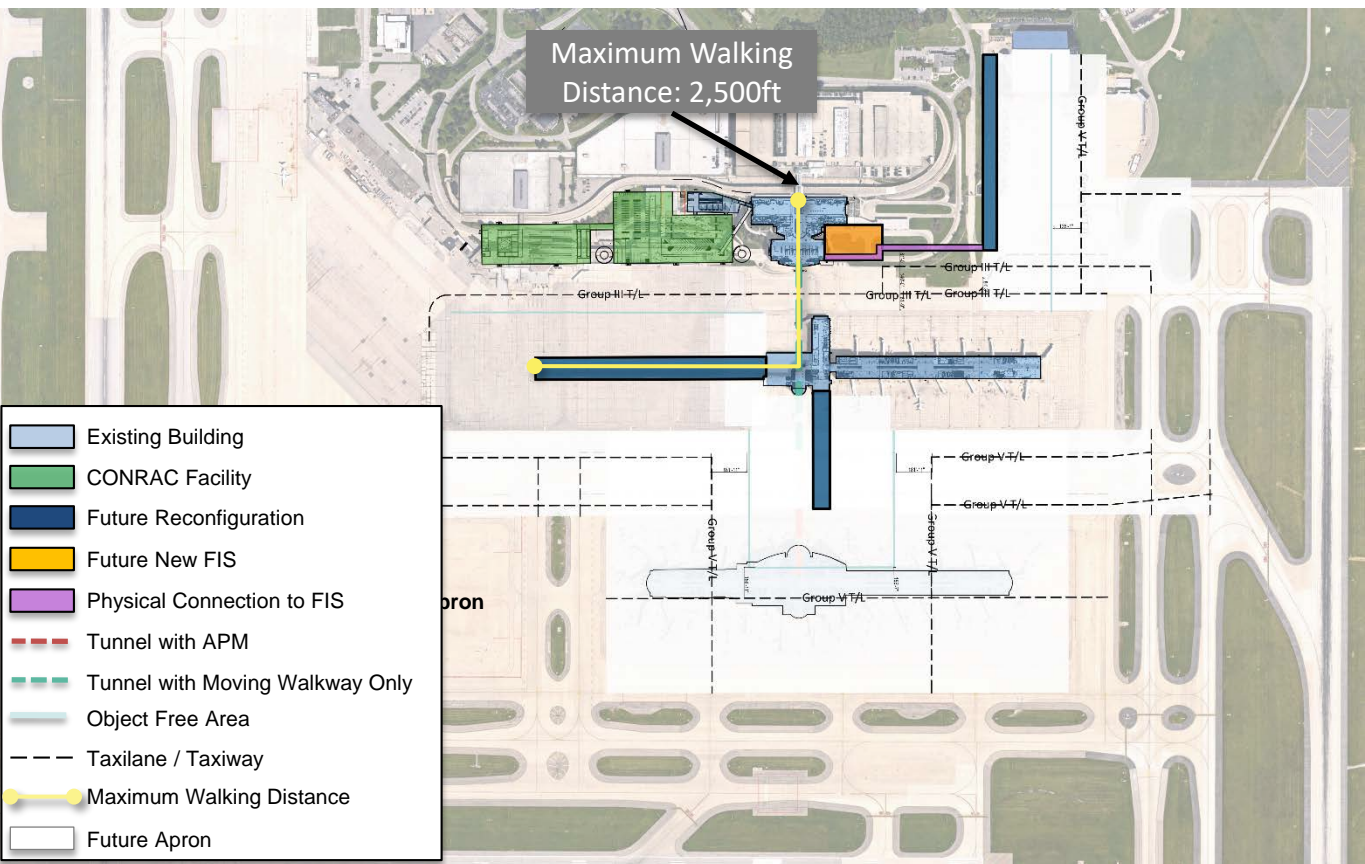 Maximum Walking
Distance: 2,500ft
Group V T/L
Group III T/L
Group III T/L
Group III T/L
Group III T/L
Existing Building
CONRAC Facility
Future Reconfiguration
Future New FIS
Physical Connection to FIS
Tunnel with APM
Tunnel with Moving Walkway Only
Object Free Area
Taxilane / Taxiway
Maximum Walking Distance
Future Apron
pron
Group V T/L
Group V T/L
Group V T/L
Group V T/L
Group V T/L